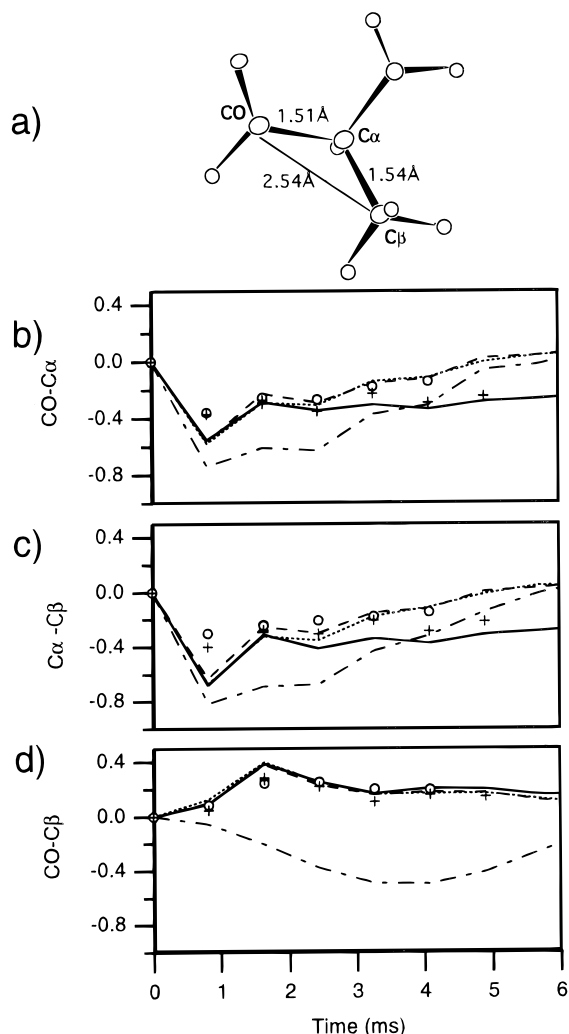 a)
CO
1.51Å
Cα
2.54Å
1.54Å
Cβ
b)
CO-Cα
0.4
0.0
-0.4
-0.8
c)
Cα -Cβ
0.4
0.0
-0.4
-0.8
d)
CO-Cβ
0.4
0.0
-0.4
-0.8
0 1 2 3 4 5 6
Time (ms)